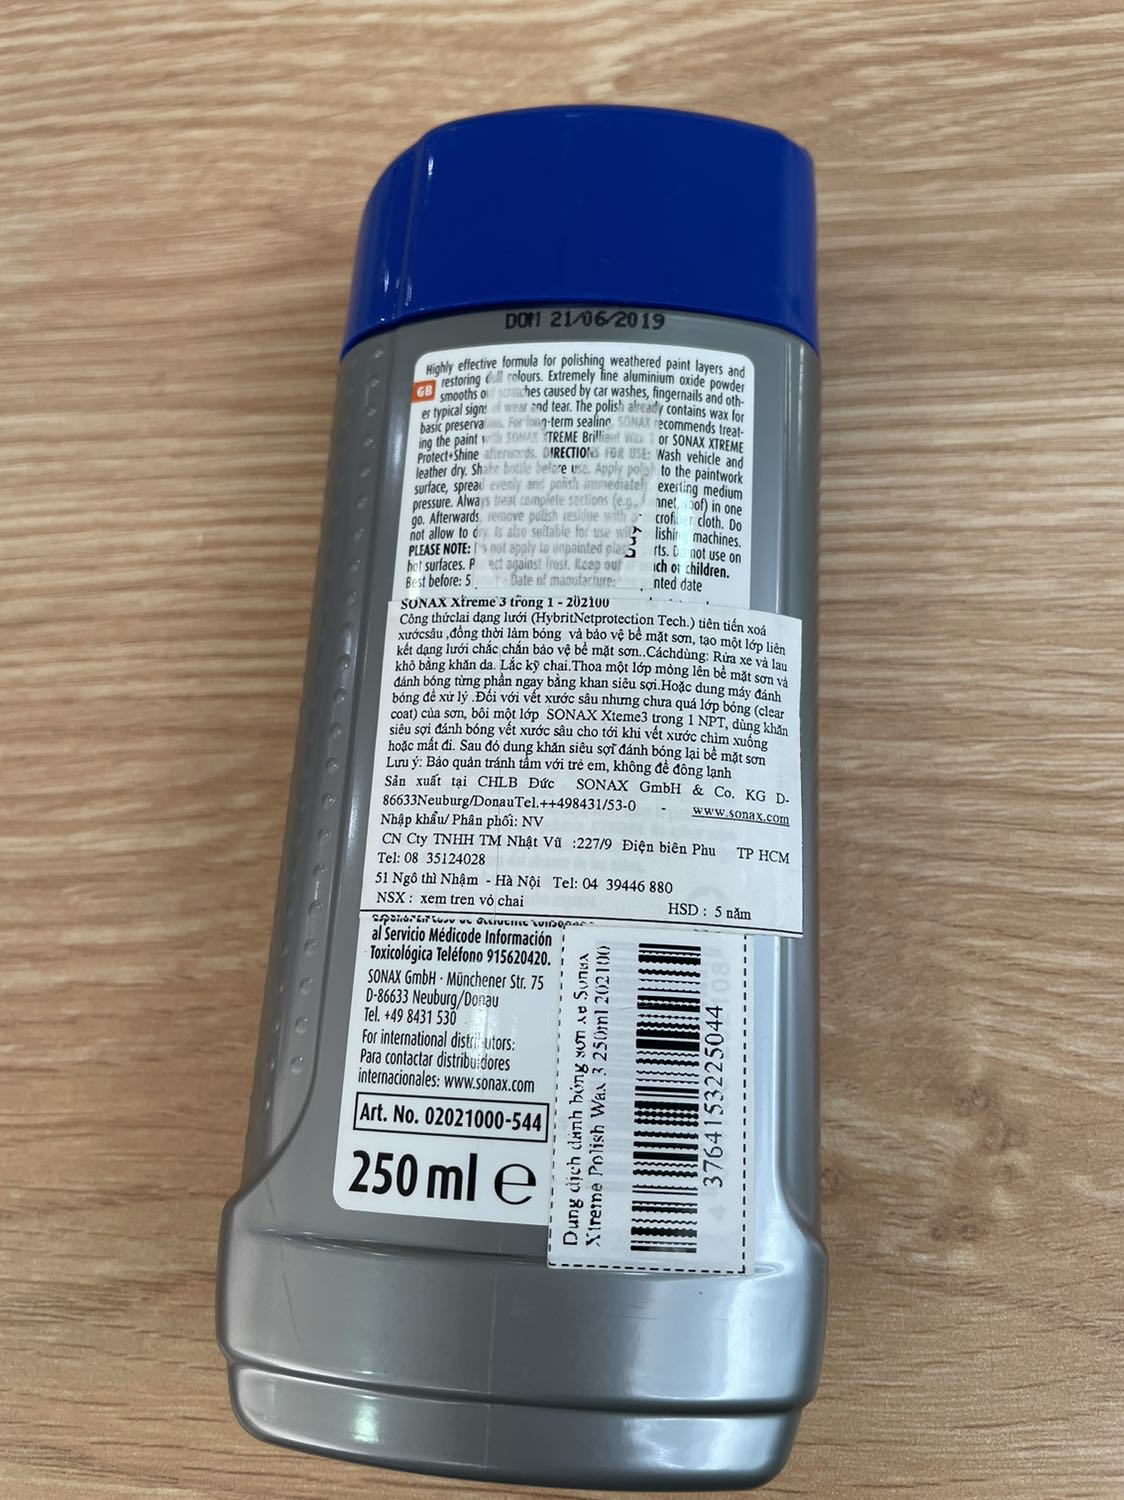 DOM 21/06/2019
Highly effective formula for polishing weathered paint layers and
GB restoring dull colours. Extremely fine aluminium oxide powder
smooths out scratches caused by car washes, fingernails and oth-
er typical signs of wear and tear. The polish already contains wax for
basic preservation. For long-term sealing, SONAX recommends treat-
ing the paint with SONAX XTREME Brilliant Wax 1 or SONAX XTREME
Protect+Shine afterwards. DIRECTIONS FOR USE: Wash vehicle and
leather dry. Shake bottle before use. Apply polish to the paintwork
surface, spread evenly and polish immediately exerting medium
pressure. Always treat complete sections (e.g., nnet, oof) in one
go. Afterwards, remove polish residue with a crofiber cloth. Do
not allow to dry. Is also suitable for use with lishing machines.
PLEASE NOTE: Do not apply to unpainted plas rts. Do not use on
hot surfaces. Protect against frost. Keep out ach of children.
Best before: 5 Date of manufacture: nted date
SONAX Xtreme 3 trong 1 - 202100
Công thứclai dạng lưới (HybritNetprotection Tech.) tiên tiến xoá
xướcsâu ,đồng thời làm bóng và bảo vệ bề mặt sơn, tạo một lớp liên
kết dạng lưới chắc chắn bảo vệ bề mặt sơn..Cáchdùng: Rửa xe và lau
khô bằng khăn da. Lắc kỹ chai.Thoa một lớp mỏng lên bề mặt sơn và
đánh bóng từng phần ngay bằng khan siêu sợi.Hoặc dung máy đánh
bóng để xử lý .Đối với vết xước sâu nhưng chưa quá lớp bóng (clear
coat) của sơn, bôi một lớp SONAX Xteme3 trong 1 NPT, dùng khăn
siêu sợi đánh bóng vết xước sâu cho tới khi vết xước chìm xuống
hoặc mất đi. Sau đó dung khăn siêu sợi đánh bóng lại bề mặt sơn
Lưu ý: Bảo quản tránh tầm với trẻ em, không để đông lạnh
Sản xuất tại CHLB Đức SONAX GmbH & Co. KG D-
86633Neuburg/DonauTel.++498431/53-0 - www.sonax.com
Nhập khẩu/ Phân phối: NV
CN Cty TNHH TM Nhật Vũ :227/9 Điện biên Phu TP HCM
Tel: 08 35124028
51 Ngô thì Nhậm - Hà Nội Tel: 04 39446 880
NSX : xem tren vỏ chai HSD : 5 năm
al Servicio Médicode Información
Toxicológica Teléfono 915620420.
SONAX GmbH · Münchener Str. 75
D-86633 Neuburg/Donau
Tel. +49 8431 530
For international distributors:
Para contactar distribuidores
internacionales: www.sonax.com
Art. No. 02021000-544
250 ml e
Dung dịch đánh bóng sơn xe Sonax
Xtreme Polish Wax 3 250ml 202100
3764153225044